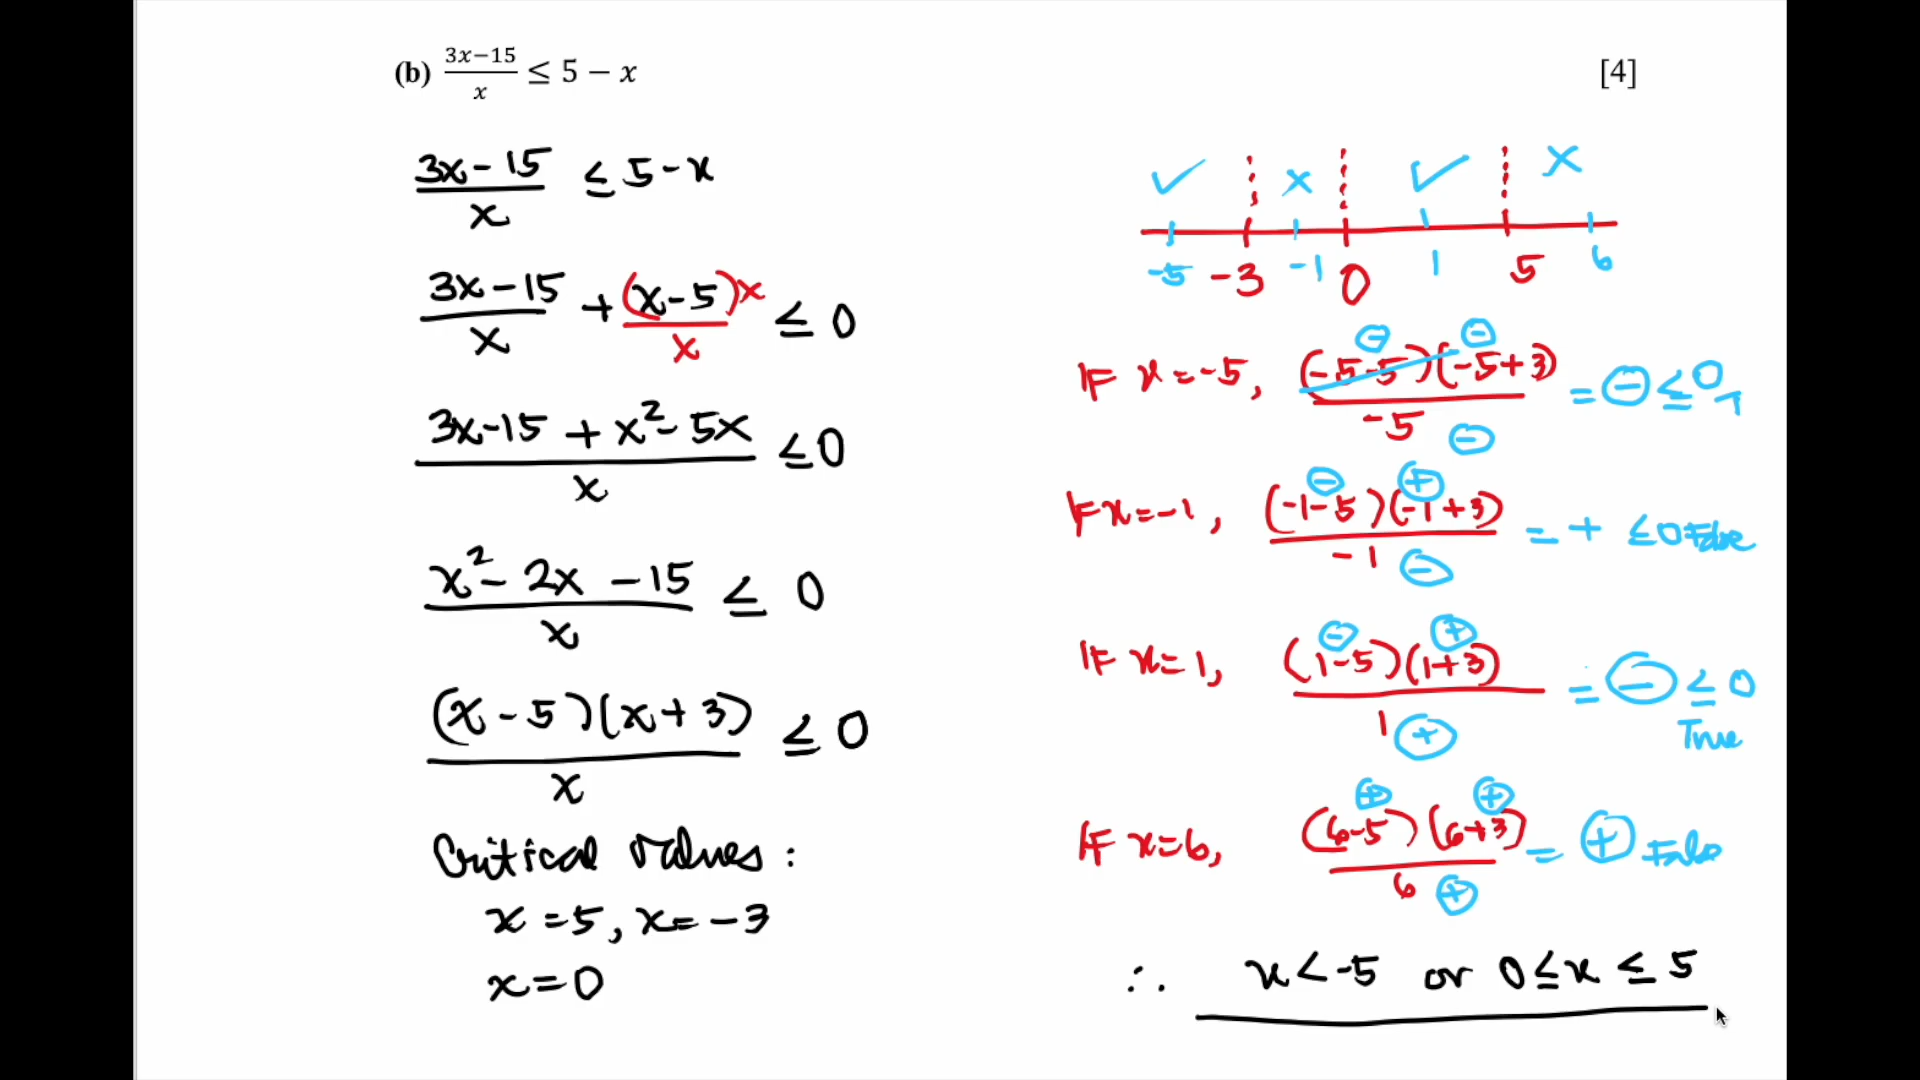 (b) (3x−15)/x ≤ 5 − x [4]
(3x-15)/x ≤ 5-x
(3x-15)/x + (x-5)x/x ≤ 0
(3x-15 + x² - 5x)/x ≤ 0
(x² - 2x - 15)/x ≤ 0
(x-5)(x+3)/x ≤ 0
Critical values:
x = 5, x = -3
x = 0
✓ x ✓ x
-5 -3 -1 0 1 5 6
If x = -5, (-5-5)(-5+3)/-5 = - ≤ 0 T
- - -
If x = -1, (-1-5)(-1+3)/-1 = + ≤ 0 False
- + -
If x = 1, (1-5)(1+3)/1 = - ≤ 0
True
- + +
If x = 6, (6-5)(6+3)/6 = + False
+ + +
∴ x < -5 or 0 ≤ x ≤ 5